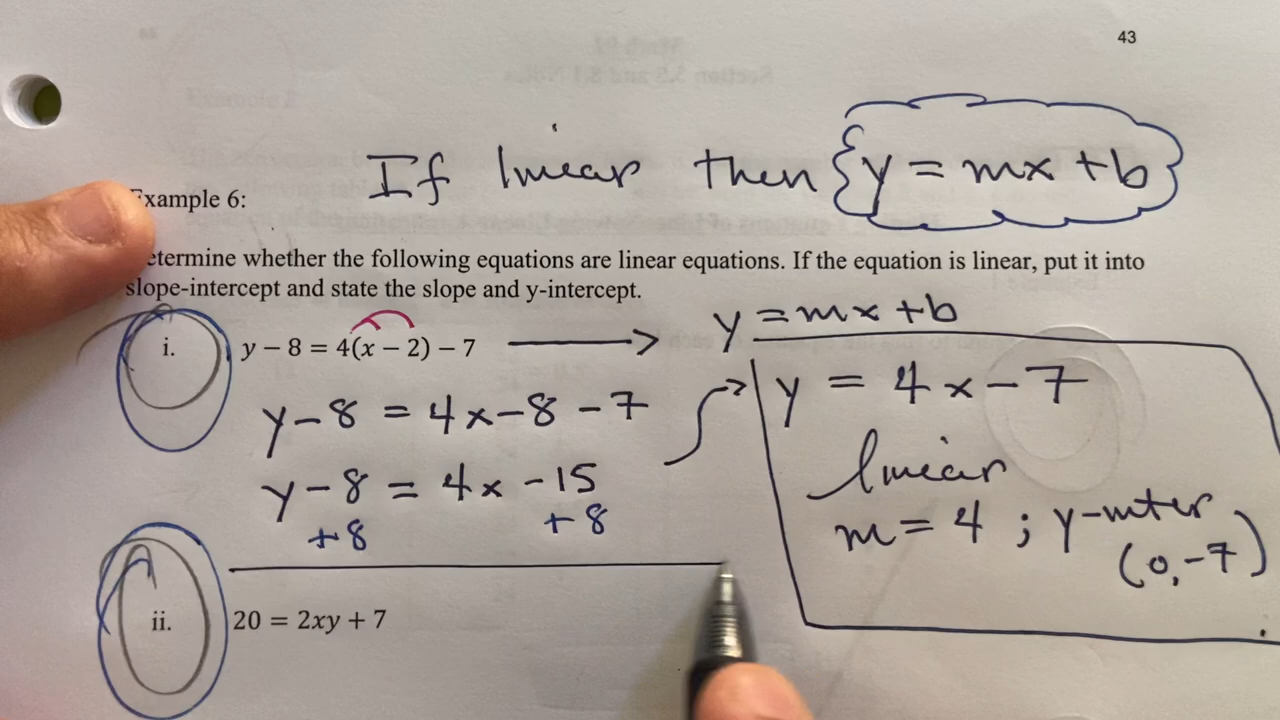 43
If linear then {y = mx + b}
Example 6:
etermine whether the following equations are linear equations. If the equation is linear, put it into
slope-intercept and state the slope and y-intercept.
i. y − 8 = 4(x − 2) − 7 → y = mx + b
y − 8 = 4x − 8 − 7
y − 8 = 4x − 15
+ 8 + 8
y = 4x − 7
linear
m = 4 ; y-inter
(0, −7)
ii. 20 = 2xy + 7